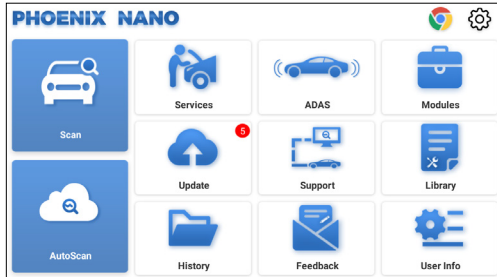 PHOENIX NANO
Scan
Services
ADAS
Modules
5
Update
Support
Library
AutoScan
History
Feedback
User Info